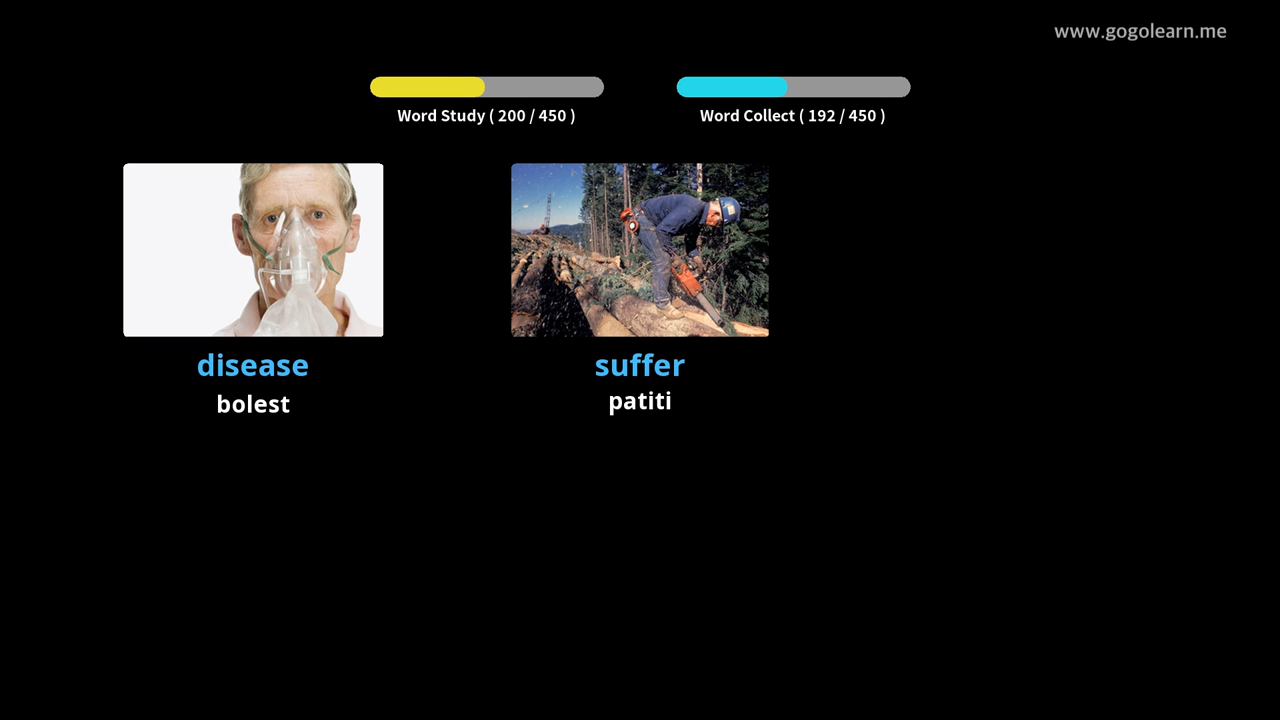 www.gogolearn.me
Word Study ( 200 / 450 )
Word Collect ( 192 / 450 )
disease
bolest
suffer
patiti